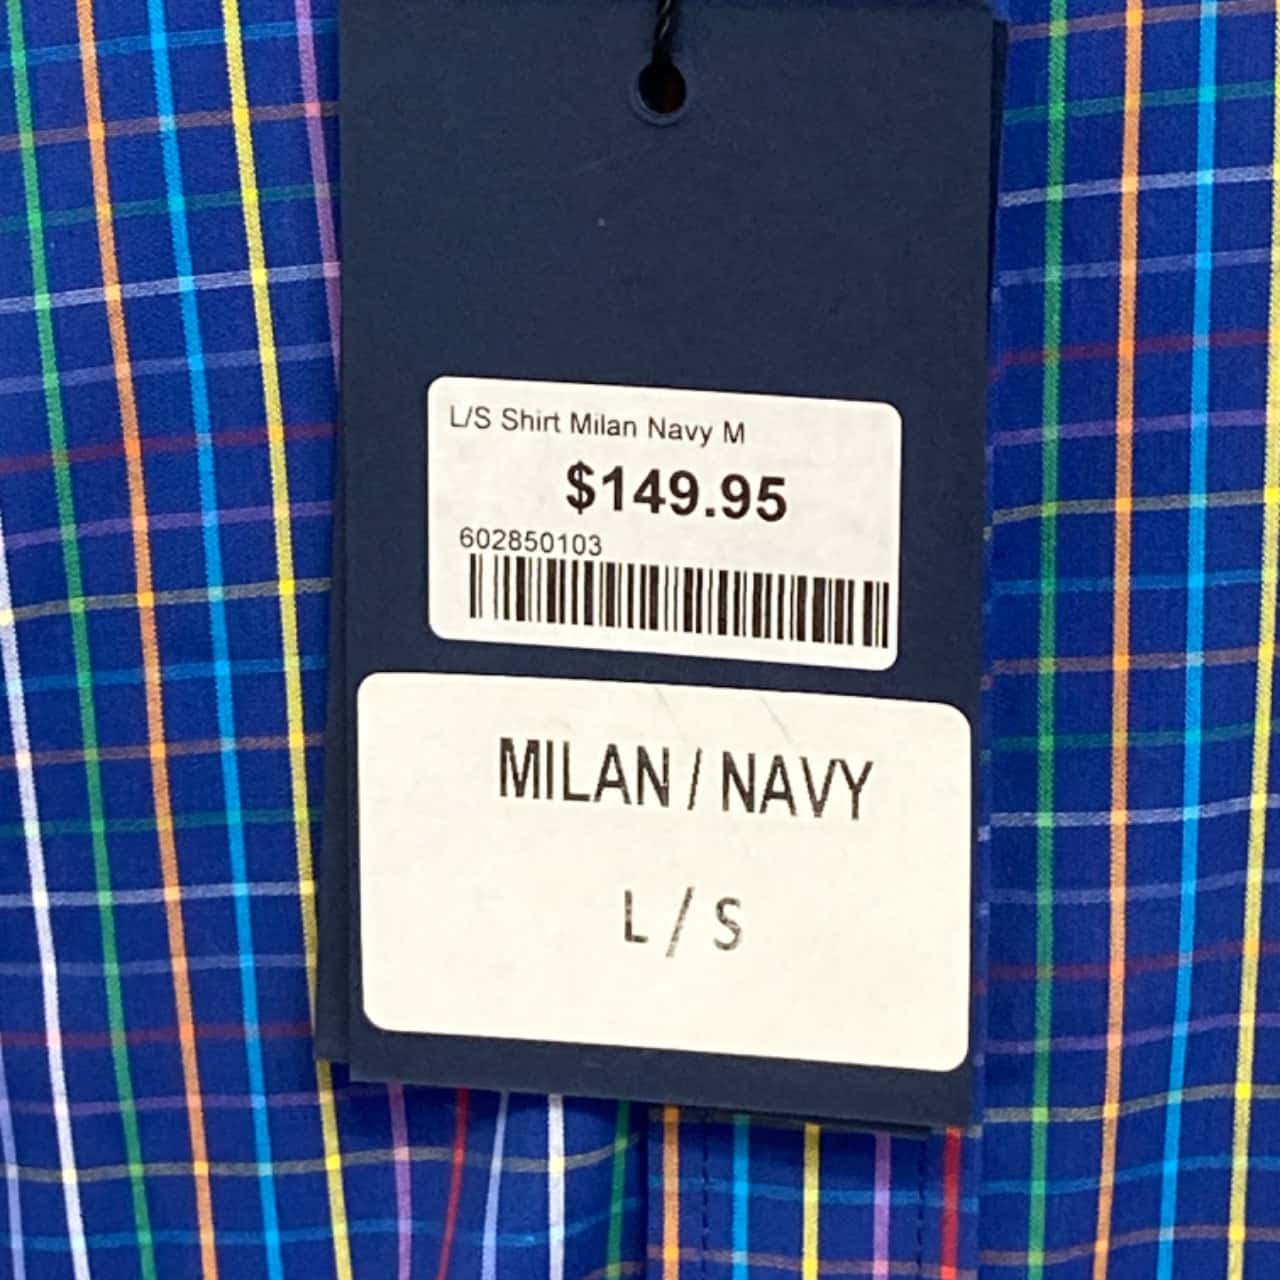 L/S Shirt Milan Navy M
$149.95
602850103
MILAN / NAVY
L / S